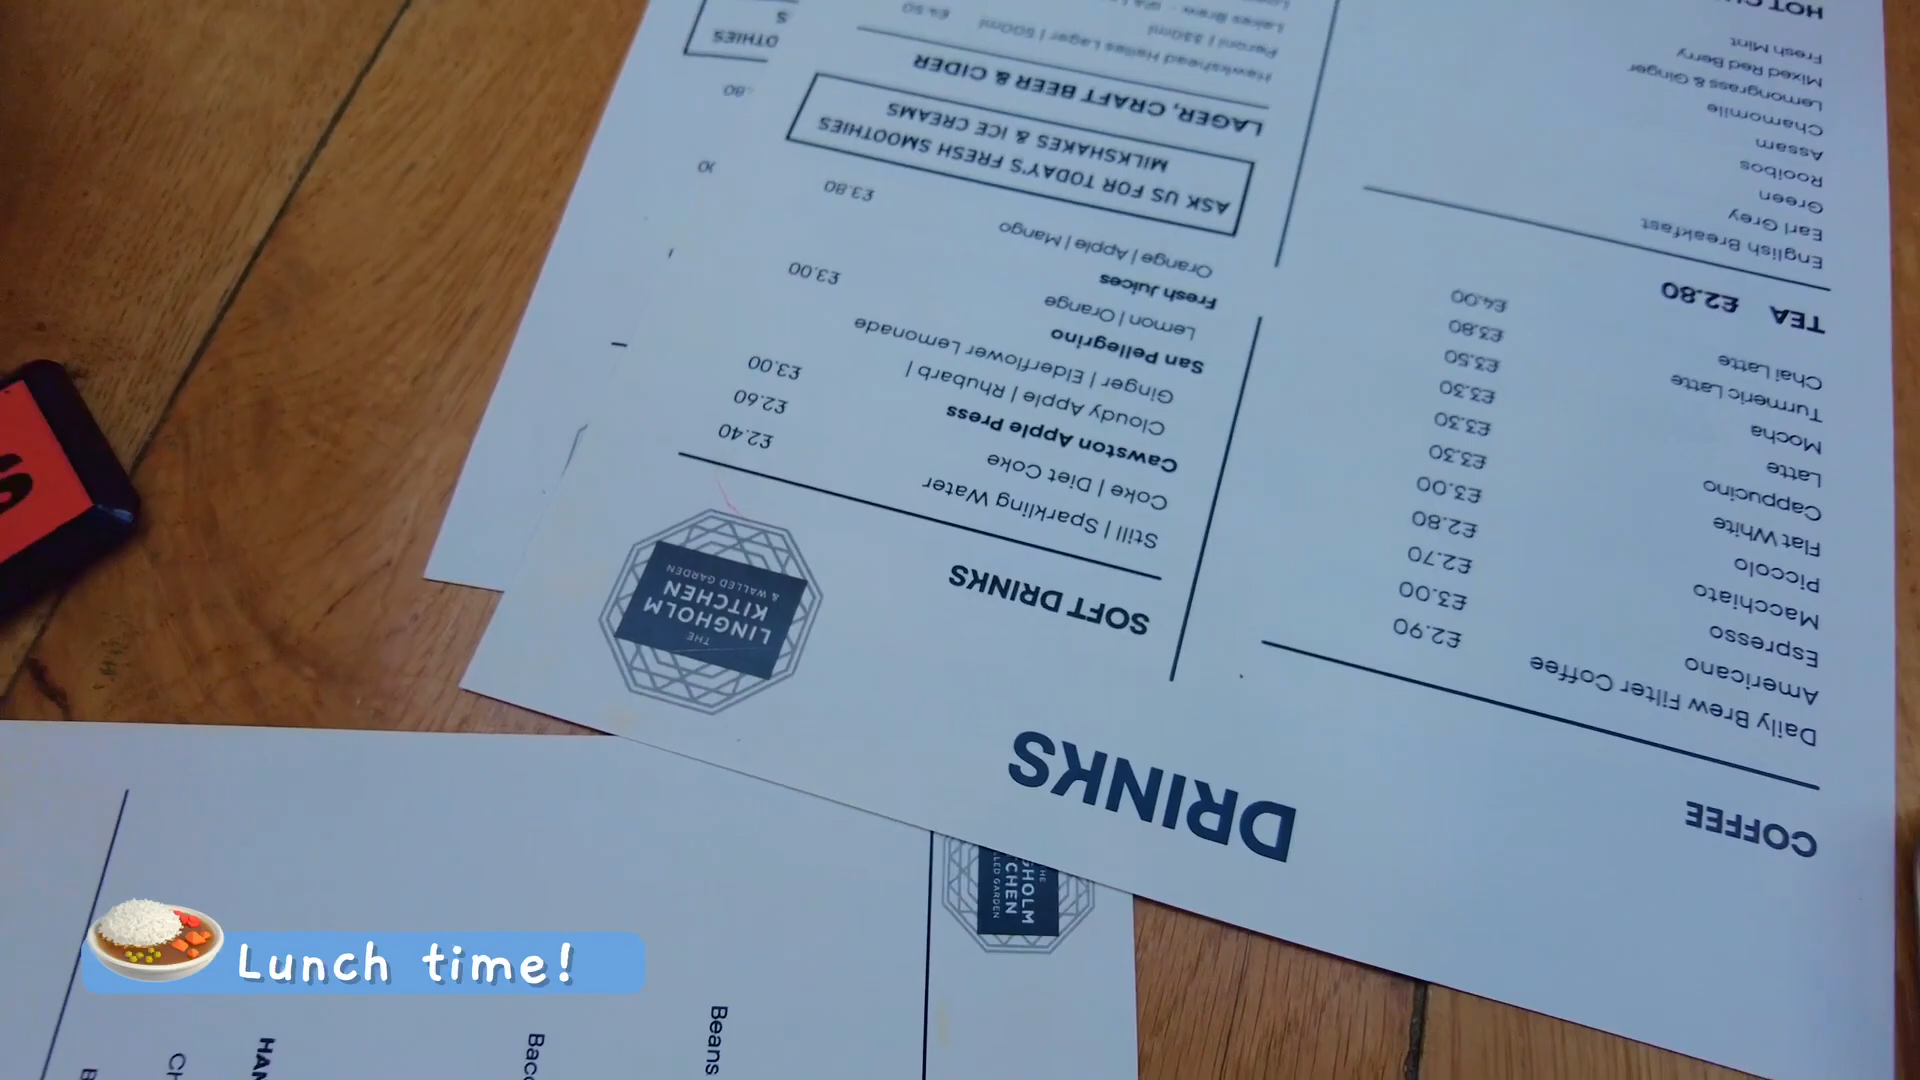 DRINKS
COFFEE
Daily Brew Filter Coffee £2.90
Americano £3.00
Espresso £2.70
Macchiato £2.80
Piccolo £3.00
Flat White £3.30
Cappucino £3.30
Latte £3.30
Mocha £3.50
Turmeric Latte £3.80
Chai Latte £4.00
TEA £2.80
English Breakfast
Earl Grey
Green
Rooibos
Assam
Chamomile
Lemongrass & Ginger
Mixed Red Berry
Fresh Mint
HOT
THE
LINGHOLM
KITCHEN
& WALLED GARDEN
SOFT DRINKS
Still | Sparkling Water £2.40
Coke | Diet Coke £2.60
Cawston Apple Press £3.00
Cloudy Apple | Rhubarb |
Ginger | Elderflower Lemonade
San Pellegrino £3.00
Lemon | Orange
Fresh Juices £3.80
Orange | Apple | Mango
ASK US FOR TODAY'S FRESH SMOOTHIES
MILKSHAKES & ICE CREAMS
LAGER, CRAFT BEER & CIDER
Hawkshead Helles Lager | 500ml £4.50
Peroni | 330ml
Beans
Lunch time!